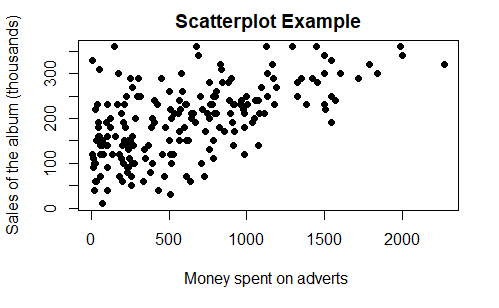 Scatterplot Example
Sales of the album (thousands)
300
200
100
0
0 500 1000 1500 2000
Money spent on adverts